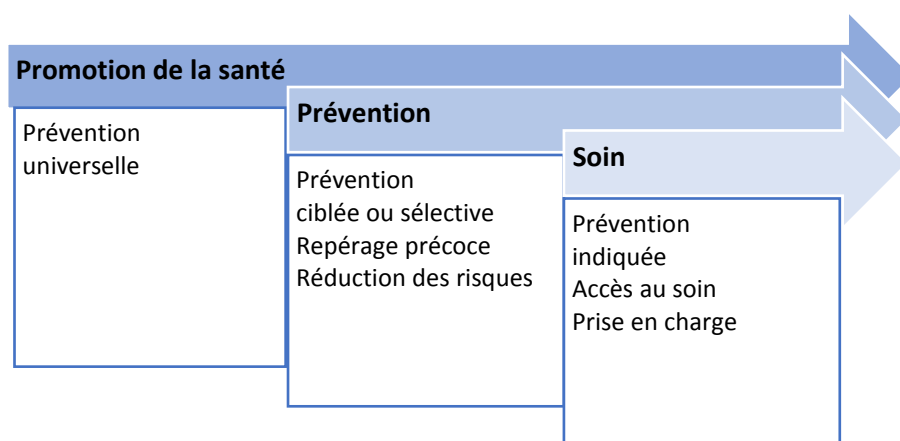 Promotion de la santé
Prévention
universelle
Prévention
Prévention
ciblée ou sélective
Repérage précoce
Réduction des risques
Soin
Prévention
indiquée
Accès au soin
Prise en charge